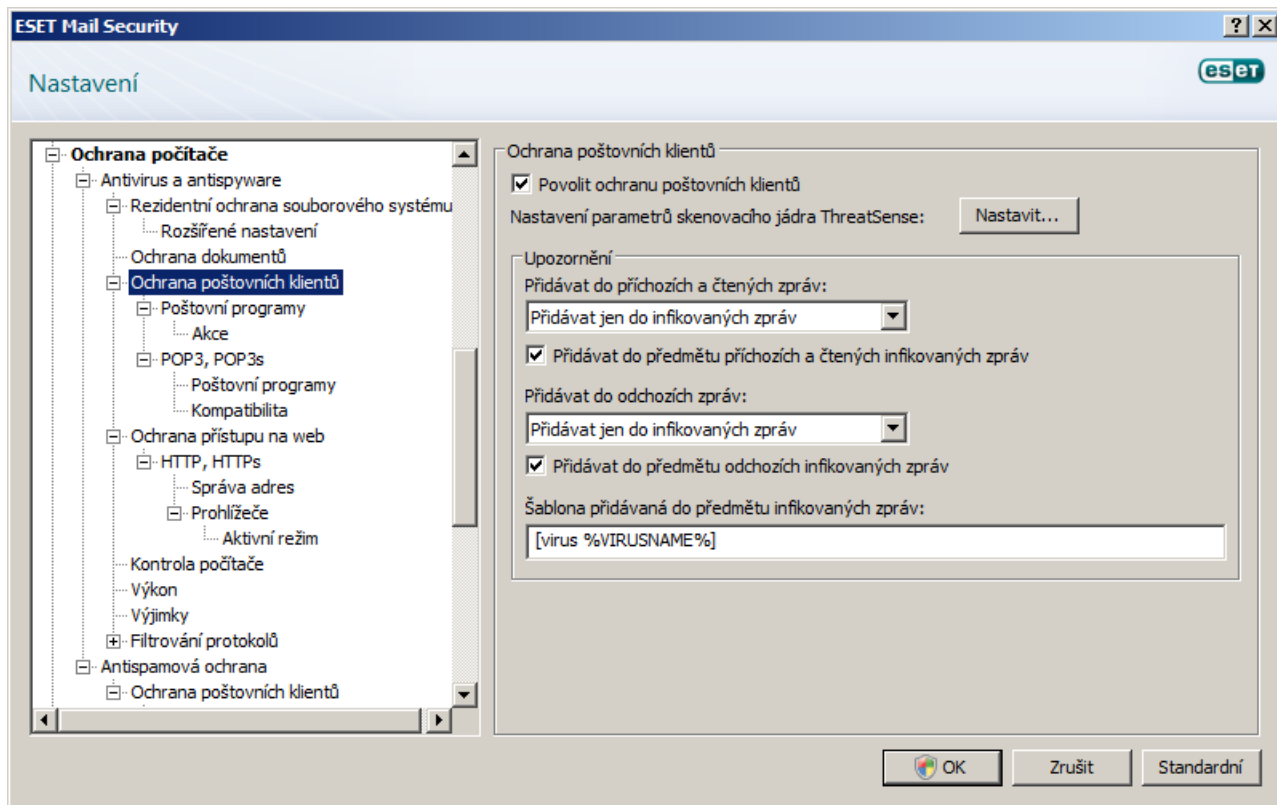 ESET Mail Security
Nastavení
eset
Ochrana počítače
Antivirus a antispyware
Rezidentní ochrana souborového systému
Rozšířené nastavení
Ochrana dokumentů
Ochrana poštovních klientů
Poštovní programy
Akce
POP3, POP3s
Poštovní programy
Kompatibilita
Ochrana přístupu na web
HTTP, HTTPs
Správa adres
Prohlížeče
Aktivní režim
Kontrola počítače
Výkon
Výjimky
Filtrování protokolů
Antispamová ochrana
Ochrana poštovních klientů
Ochrana poštovních klientů
Povolit ochranu poštovních klientů
Nastavení parametrů skenovacího jádra ThreatSense:
Nastavit...
Upozornění
Přidávat do příchozích a čtených zpráv:
Přidávat jen do infikovaných zpráv
Přidávat do předmětu příchozích a čtených infikovaných zpráv
Přidávat do odchozích zpráv:
Přidávat jen do infikovaných zpráv
Přidávat do předmětu odchozích infikovaných zpráv
Šablona přidávaná do předmětu infikovaných zpráv:
[virus %VIRUSNAME%]
OK
Zrušit
Standardní